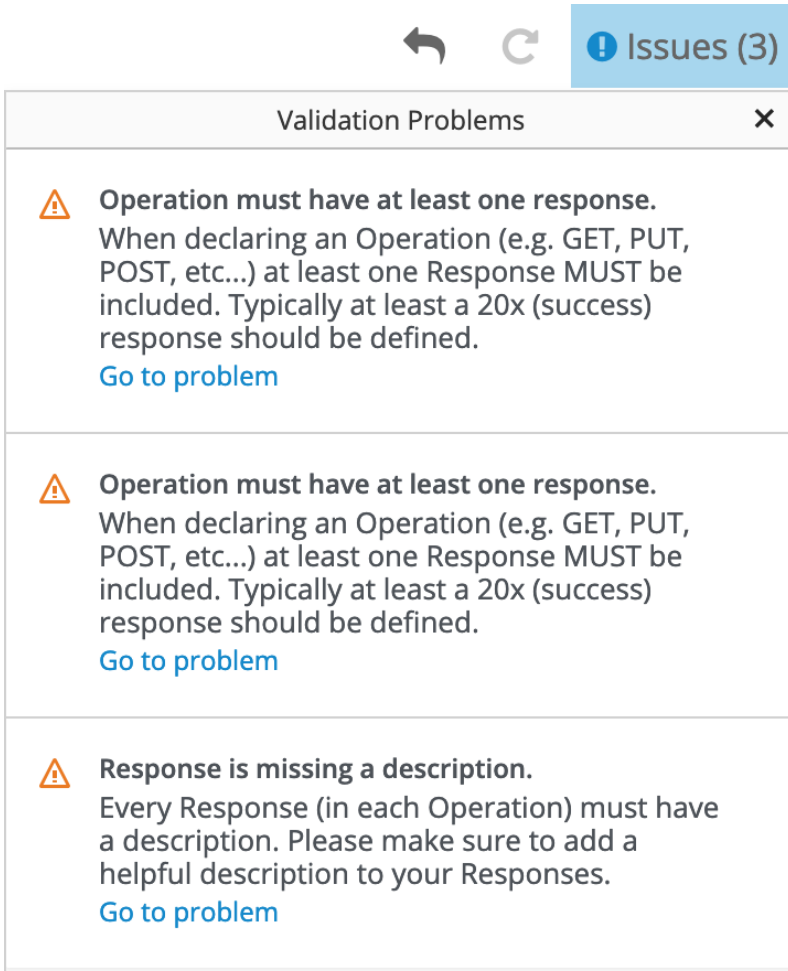 Issues (3)
Validation Problems
Operation must have at least one response.
When declaring an Operation (e.g. GET, PUT,
POST, etc...) at least one Response MUST be
included. Typically at least a 20x (success)
response should be defined.
Go to problem
Operation must have at least one response.
When declaring an Operation (e.g. GET, PUT,
POST, etc...) at least one Response MUST be
included. Typically at least a 20x (success)
response should be defined.
Go to problem
Response is missing a description.
Every Response (in each Operation) must have
a description. Please make sure to add a
helpful description to your Responses.
Go to problem